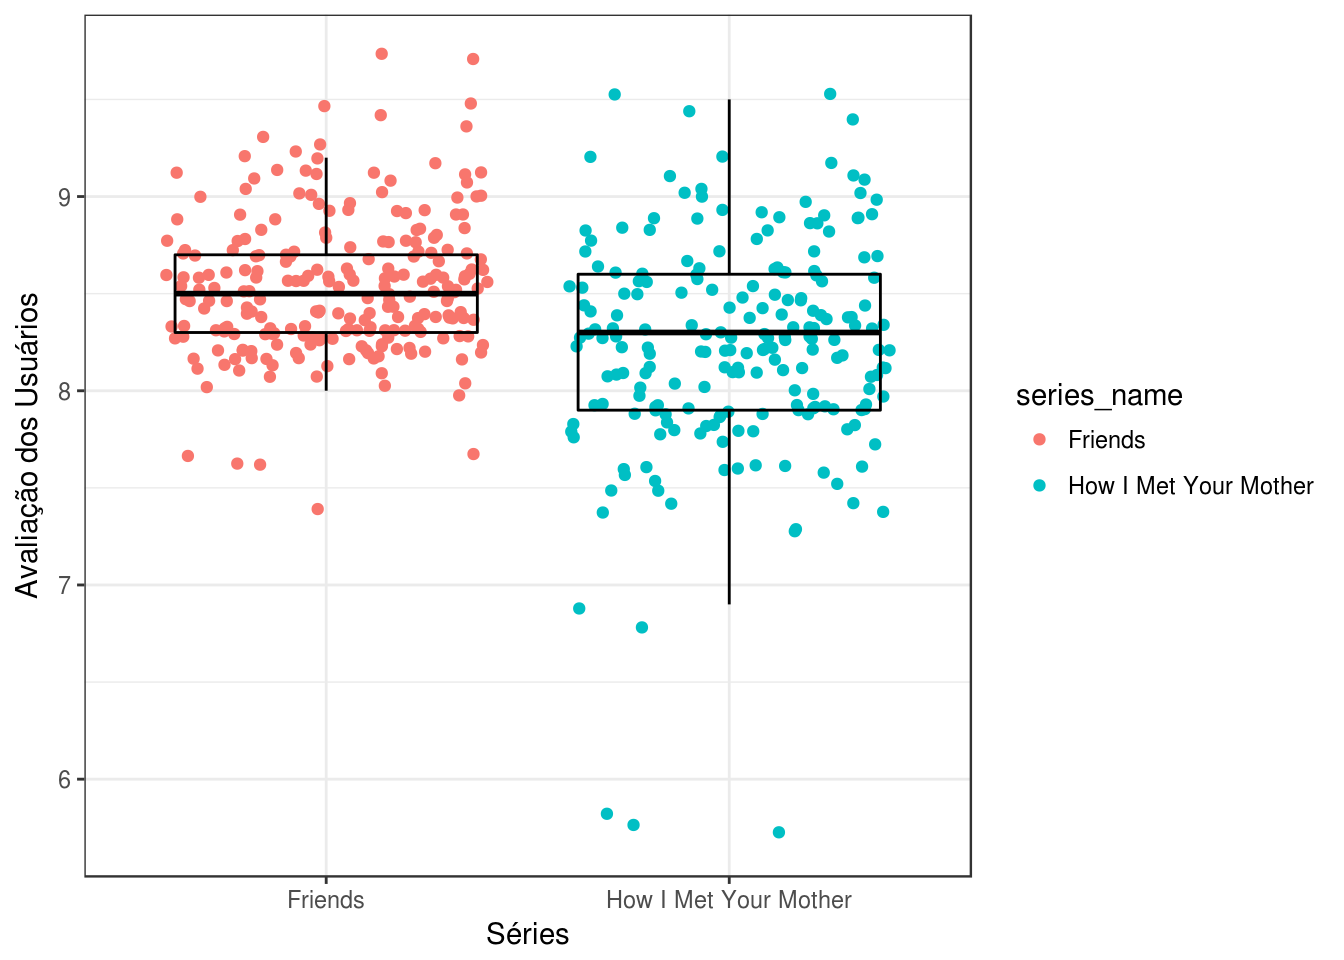 Avaliação dos Usuários
9
8
7
6
Friends
How I Met Your Mother
Séries
series_name
Friends
How I Met Your Mother